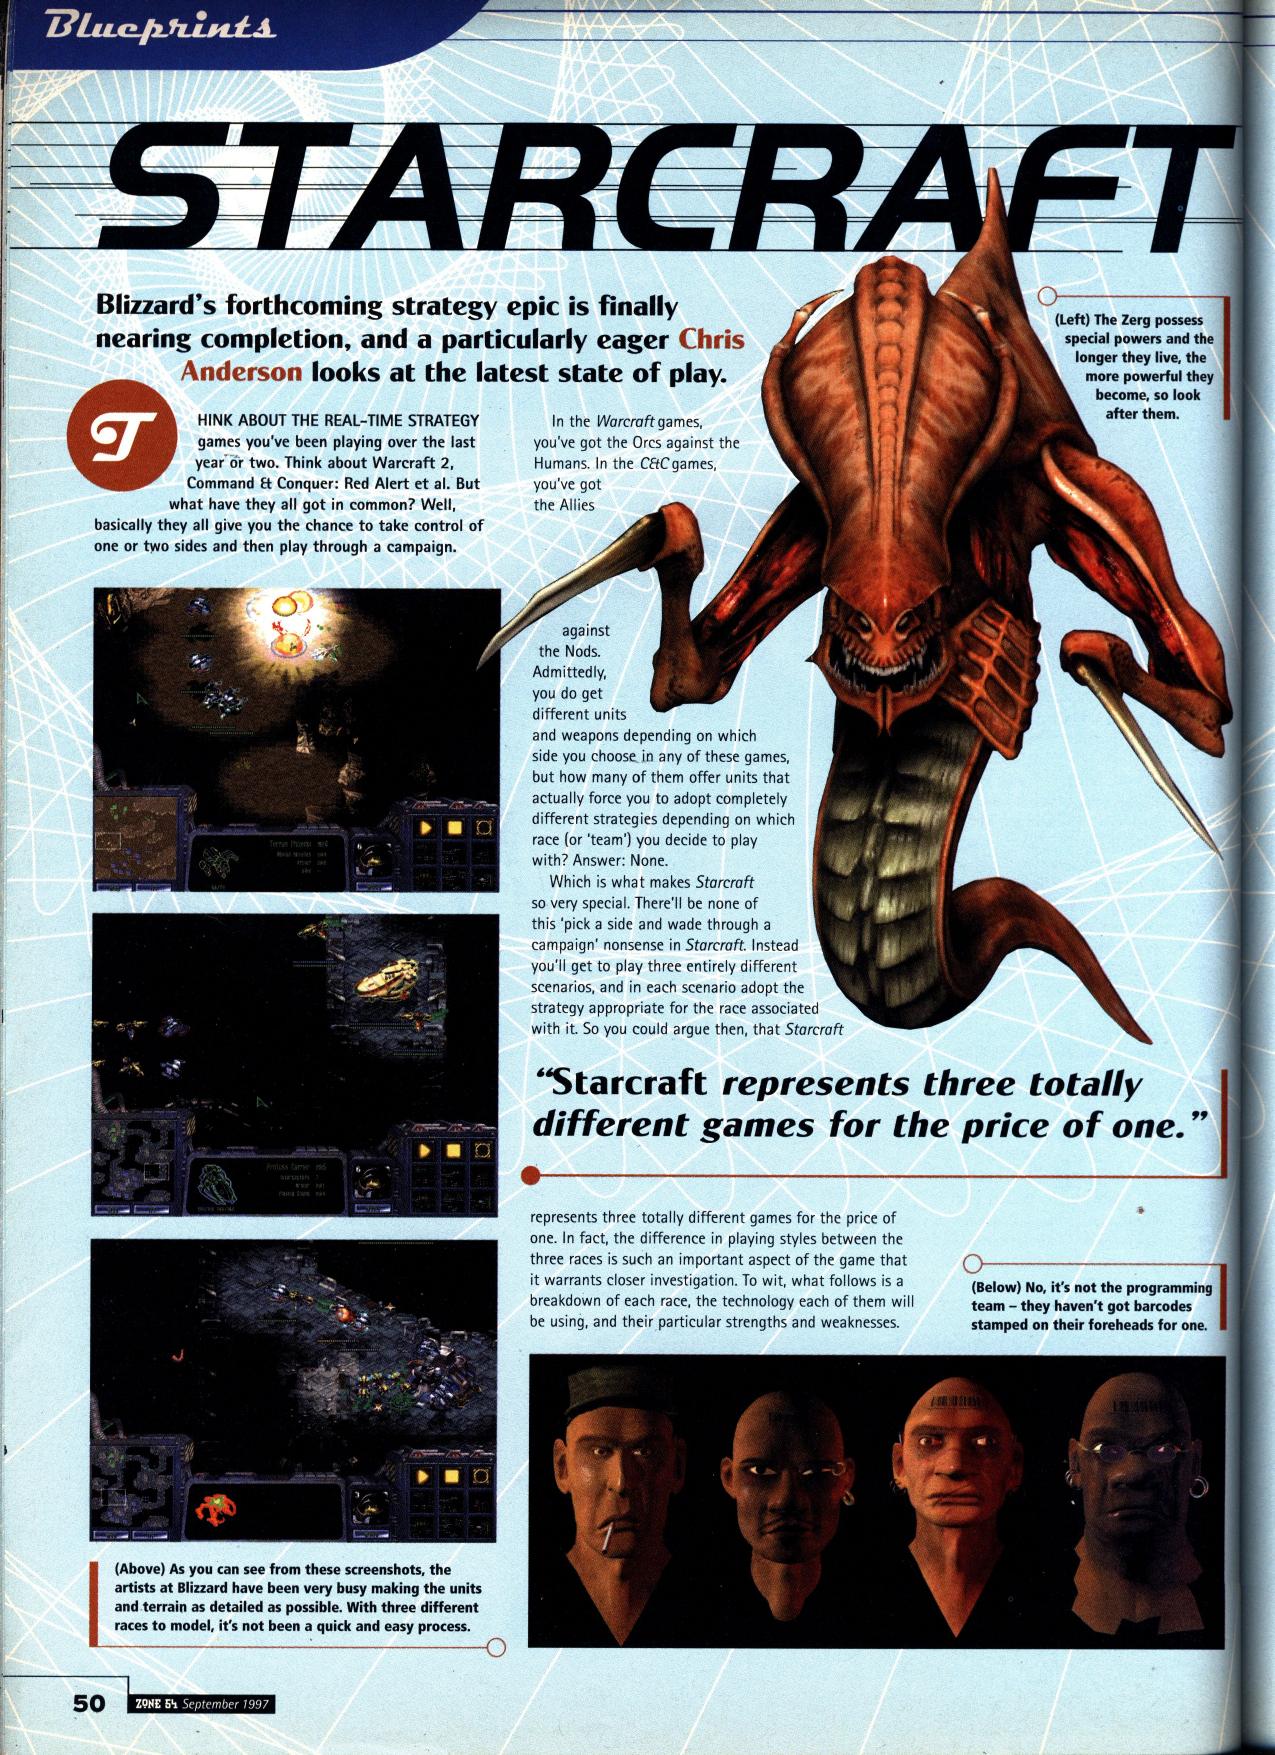 Blueprints
STARCRAFT
Blizzard's forthcoming strategy epic is finally
nearing completion, and a particularly eager Chris
Anderson looks at the latest state of play.
THINK ABOUT THE REAL-TIME STRATEGY
games you've been playing over the last
year or two. Think about Warcraft 2,
Command & Conquer: Red Alert et al. But
what have they all got in common? Well,
basically they all give you the chance to take control of
one or two sides and then play through a campaign.
In the Warcraft games,
you've got the Orcs against the
Humans. In the C&C games,
you've got
the Allies
against
the Nods.
Admittedly,
you do get
different units
and weapons depending on which
side you choose in any of these games,
but how many of them offer units that
actually force you to adopt completely
different strategies depending on which
race (or 'team') you decide to play
with? Answer: None.
Which is what makes Starcraft
so very special. There'll be none of
this 'pick a side and wade through a
campaign' nonsense in Starcraft. Instead
you'll get to play three entirely different
scenarios, and in each scenario adopt the
strategy appropriate for the race associated
with it. So you could argue then, that Starcraft
"Starcraft represents three totally
different games for the price of one."
represents three totally different games for the price of
one. In fact, the difference in playing styles between the
three races is such an important aspect of the game that
it warrants closer investigation. To wit, what follows is a
breakdown of each race, the technology each of them will
be using, and their particular strengths and weaknesses.
(Left) The Zerg possess
special powers and the
longer they live, the
more powerful they
become, so look
after them.
(Below) No, it's not the programming
team – they haven't got barcodes
stamped on their foreheads for one.
(Above) As you can see from these screenshots, the
artists at Blizzard have been very busy making the units
and terrain as detailed as possible. With three different
races to model, it's not been a quick and easy process.
50
ZONE 54 September 1997